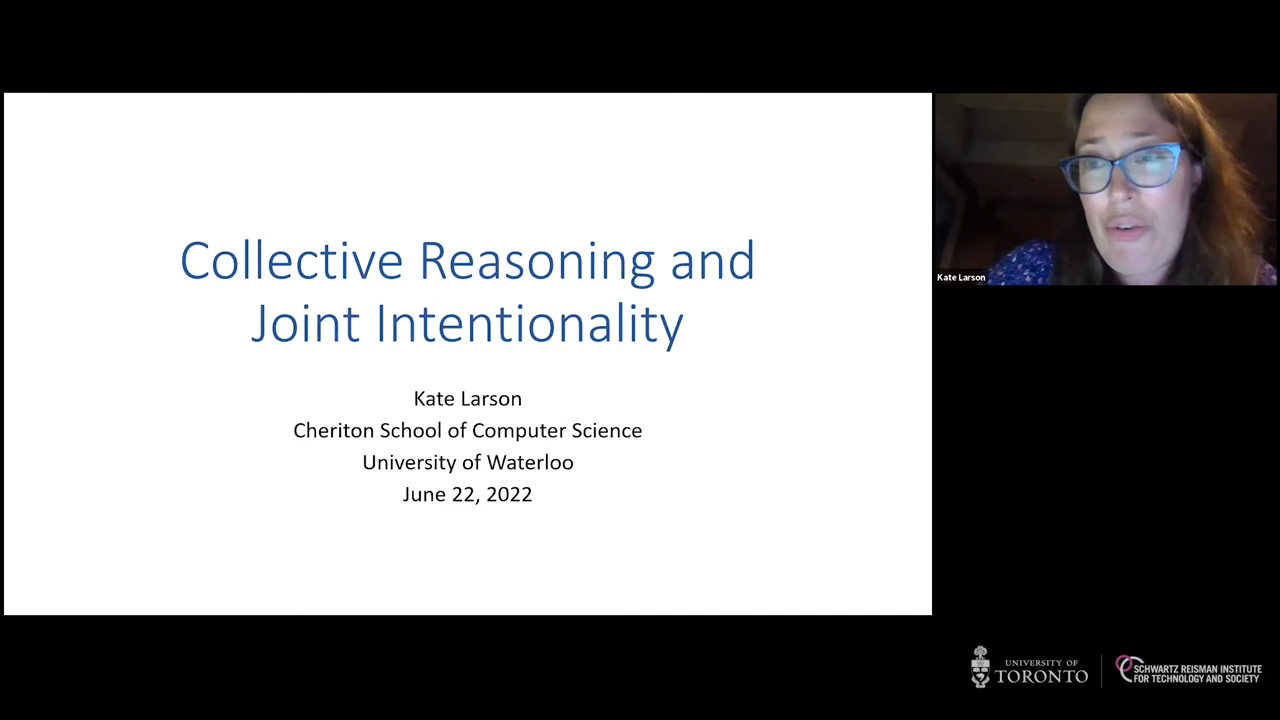 Collective Reasoning and
Joint Intentionality
Kate Larson
Cheriton School of Computer Science
University of Waterloo
June 22, 2022
Kate Larson
UNIVERSITY OF
TORONTO
SCHWARTZ REISMAN INSTITUTE
FOR TECHNOLOGY AND SOCIETY